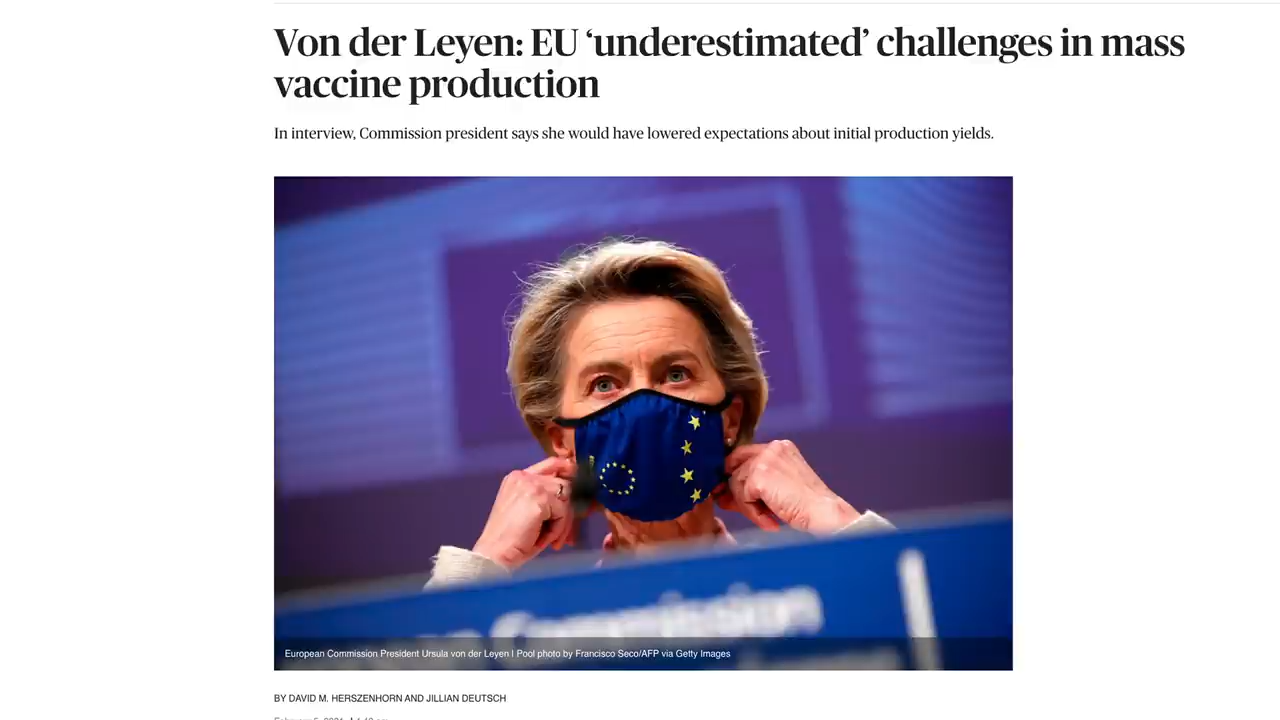 Von der Leyen: EU ‘underestimated’ challenges in mass
vaccine production
In interview, Commission president says she would have lowered expectations about initial production yields.
Commission
European Commission President Ursula von der Leyen | Pool photo by Francisco Seco/AFP via Getty Images
BY DAVID M. HERSZENHORN AND JILLIAN DEUTSCH